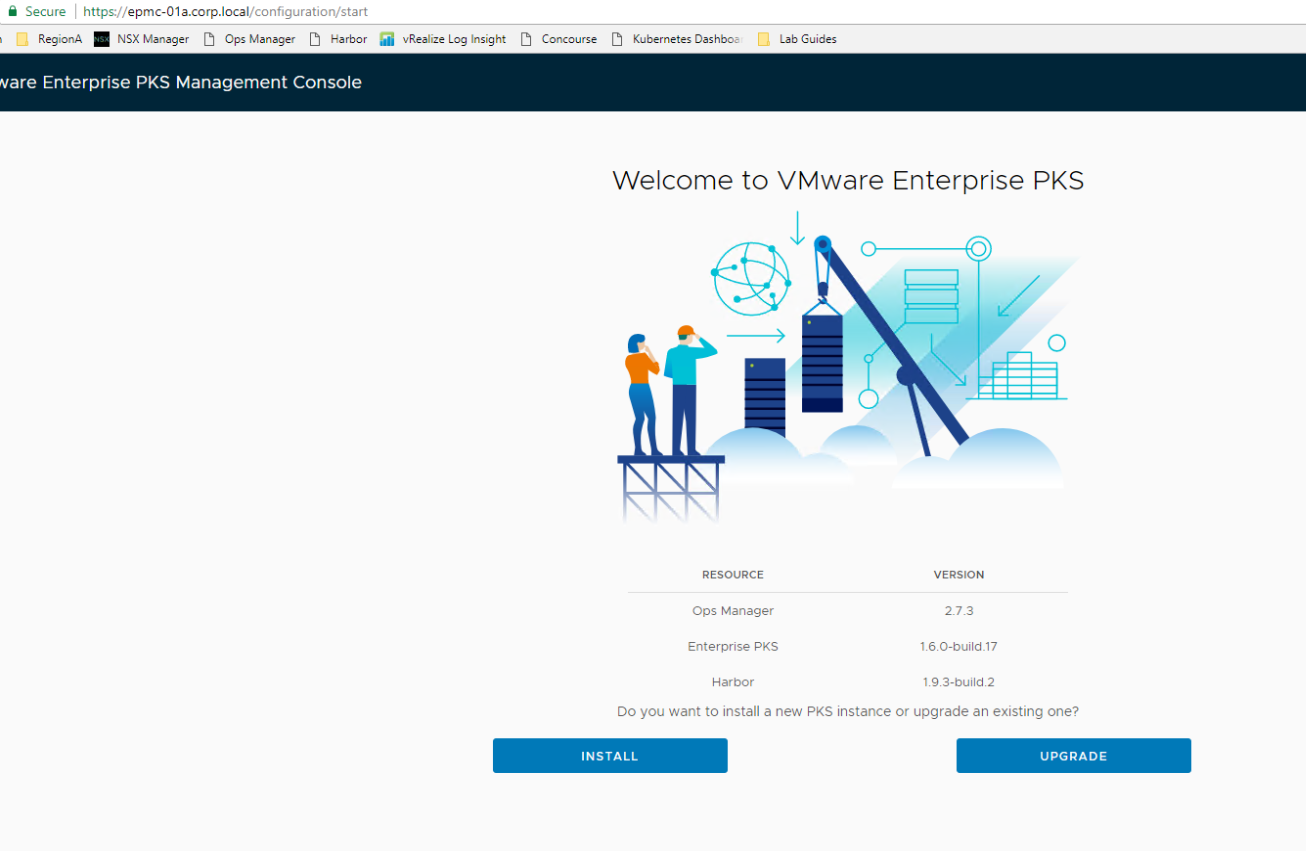 Secure | https://epmc-01a.corp.local/configuration/start
RegionA NSX NSX Manager Ops Manager Harbor vRealize Log Insight Concourse Kubernetes Dashboa Lab Guides
ware Enterprise PKS Management Console
Welcome to VMware Enterprise PKS
RESOURCE VERSION
Ops Manager 2.7.3
Enterprise PKS 1.6.0-build.17
Harbor 1.9.3-build.2
Do you want to install a new PKS instance or upgrade an existing one?
INSTALL UPGRADE